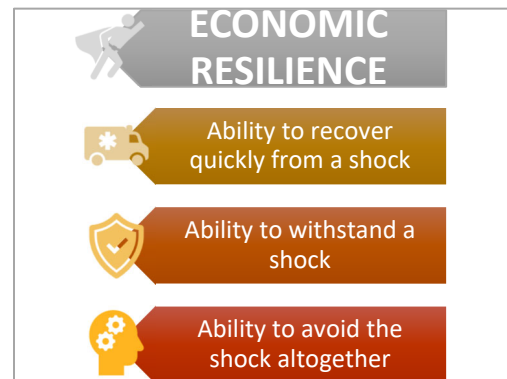 ECONOMIC
RESILIENCE
Ability to recover
quickly from a shock
Ability to withstand a
shock
Ability to avoid the
shock altogether